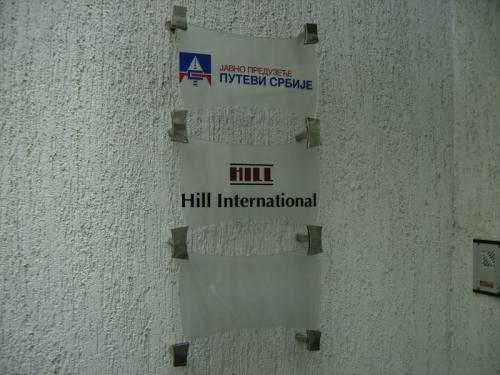 ЈАВНО ПРЕДУЗЕЋЕ
ПУТЕВИ СРБИЈЕ
HILL
Hill International